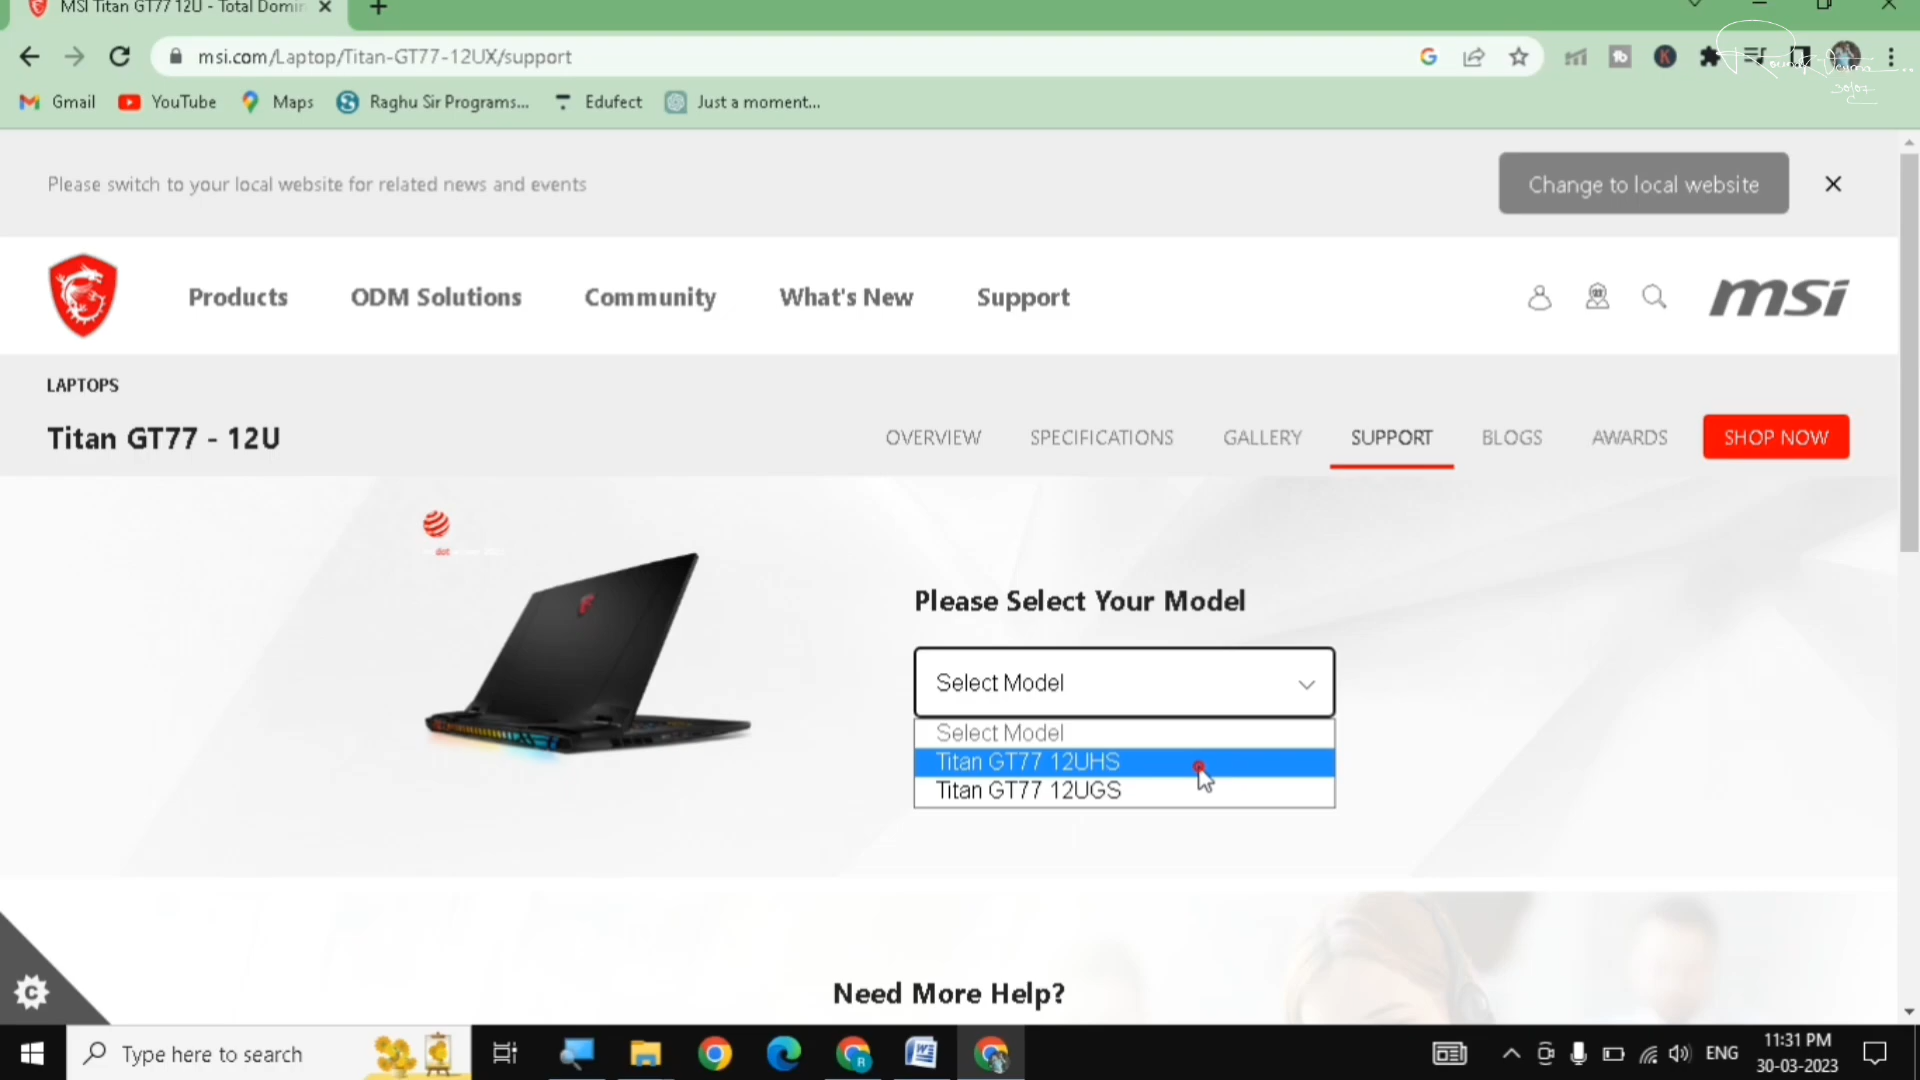 MSI Titan GT77 12U - Total Domin
msi.com/Laptop/Titan-GT77-12UX/support
Gmail YouTube Maps Raghu Sir Programs... Edufect Just a moment...
Please switch to your local website for related news and events
Change to local website
Products ODM Solutions Community What's New Support
msi
LAPTOPS
Titan GT77 - 12U
OVERVIEW SPECIFICATIONS GALLERY SUPPORT BLOGS AWARDS SHOP NOW
Please Select Your Model
Select Model
Select Model
Titan GT77 12UHS
Titan GT77 12UGS
Need More Help?
Type here to search
ENG
11:31 PM
30-03-2023